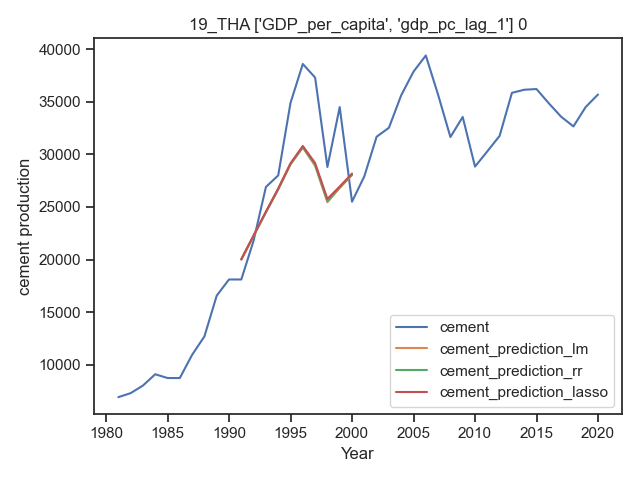 19_THA ['GDP_per_capita', 'gdp_pc_lag_1'] 0
40000
35000
30000
25000
20000
15000
10000
cement production
1980
1985
1990
1995
2000
2005
2010
2015
2020
Year
cement
cement_prediction_lm
cement_prediction_rr
cement_prediction_lasso